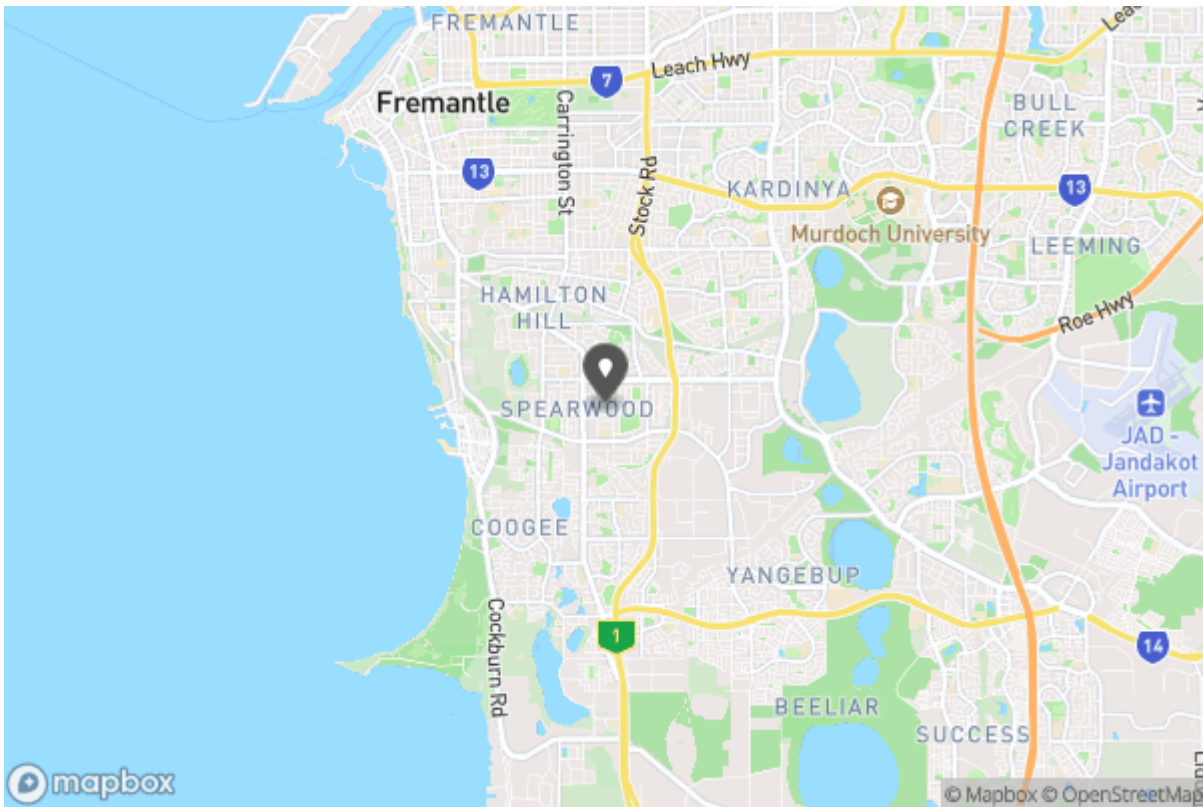 FREMANTLE
Leach Hwy
7
Fremantle
Carrington St
BULL
CREEK
13
Stock Rd
KARDINYA
13
Murdoch University
LEEMING
HAMILTON
HILL
Roe Hwy
SPEARWOOD
JAD -
Jandakot
Airport
COOGEE
YANGEBUP
Cockburn Rd
1
14
BEELIAR
SUCCESS
mapbox
© Mapbox © OpenStreetMap